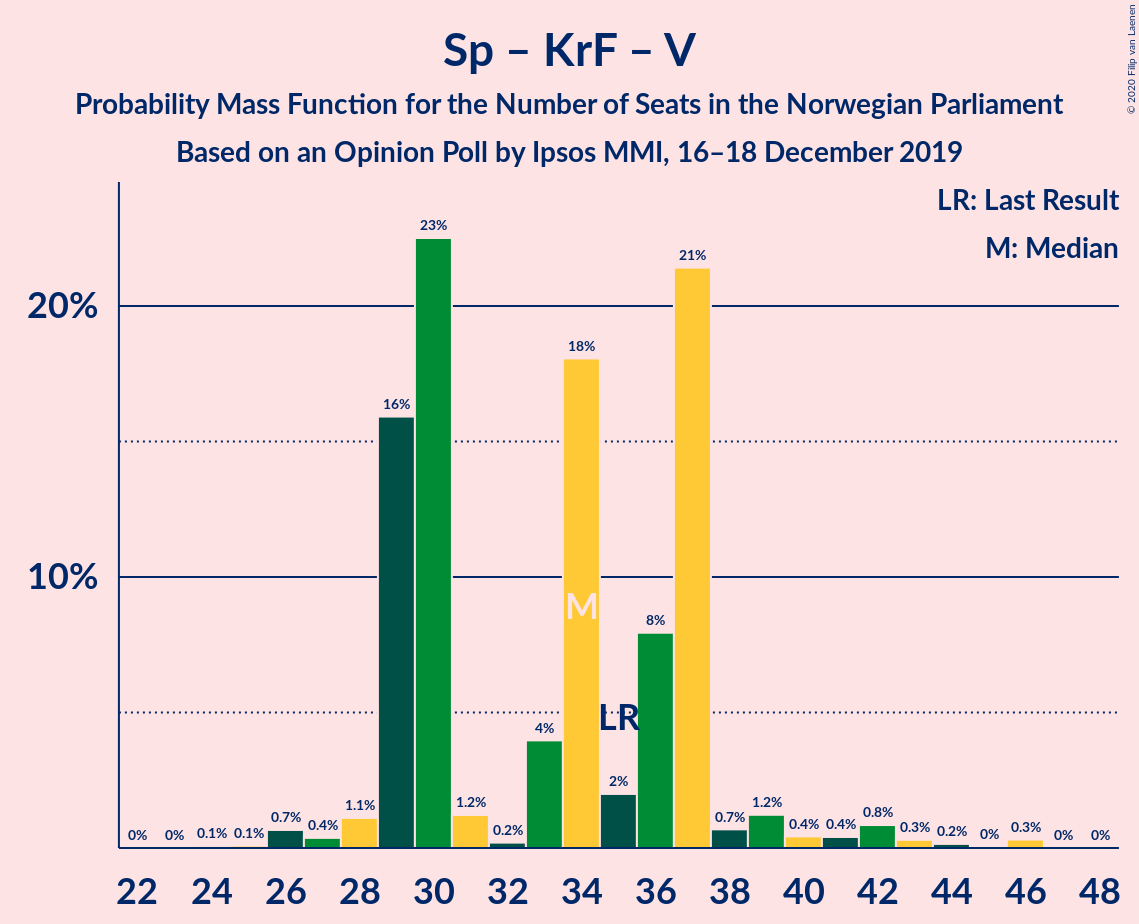 © 2020 Filip van Laenen
Sp – KrF – V
Probability Mass Function for the Number of Seats in the Norwegian Parliament
Based on an Opinion Poll by Ipsos MMI, 16–18 December 2019
LR: Last Result
M: Median
20%
10%
0% 0% 0.1% 0.1% 0.7% 0.4% 1.1% 16% 23% 1.2% 0.2% 4% 18% 2% 8% 21% 0.7% 1.2% 0.4% 0.4% 0.8% 0.3% 0.2% 0% 0.3% 0% 0%
M
LR
22 24 26 28 30 32 34 36 38 40 42 44 46 48